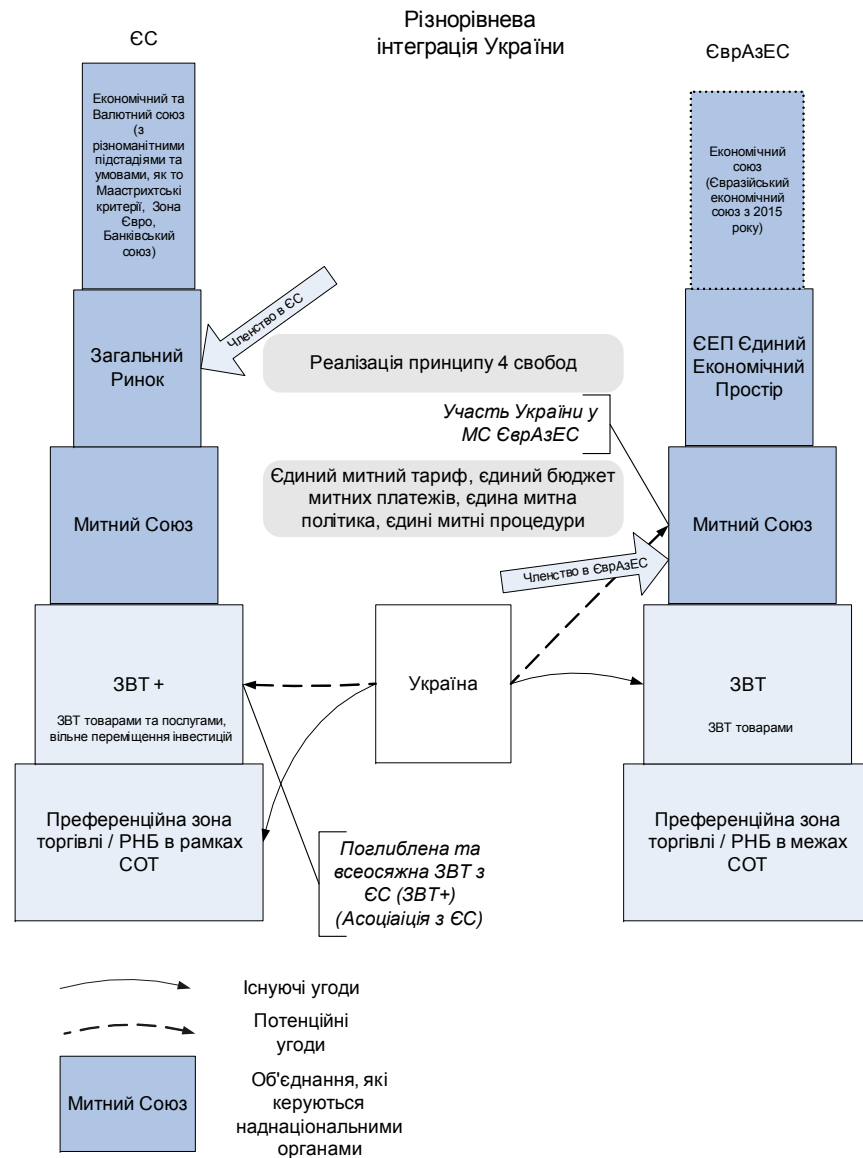 Різнорівнева
інтеграція України
ЄС
ЄврАзЕС
Економічний та
Валютний союз
(з
різноманітними
підстадіями та
умовами, як то
Маастрихтські
критерії, Зона
Євро,
Банківський
союз)
Економічний
союз
(Євразійський
економічний
союз з 2015
року)
Членство в ЄС
Загальний
Ринок
Реалізація принципу 4 свобод
ЄЕП Єдиний
Економічний
Простір
Участь України у
МС ЄврАзЕС
Митний Союз
Єдиний митний тариф, єдиний бюджет
митних платежів, єдина митна
політика, єдині митні процедури
Митний Союз
Членство в ЄврАзЕС
ЗВТ +
ЗВТ товарами та послугами,
вільне переміщення інвестицій
Україна
ЗВТ
ЗВТ товарами
Преференційна зона
торгівлі / РНБ в рамках
СОТ
Поглиблена та
всеосяжна ЗВТ з
ЄС (ЗВТ+)
(Асоціаіція з ЄС)
Преференційна зона
торгівлі / РНБ в межах
СОТ
Існуючі угоди
Потенційні
угоди
Митний Союз
Об'єднання, які
керуються
наднаціональними
органами